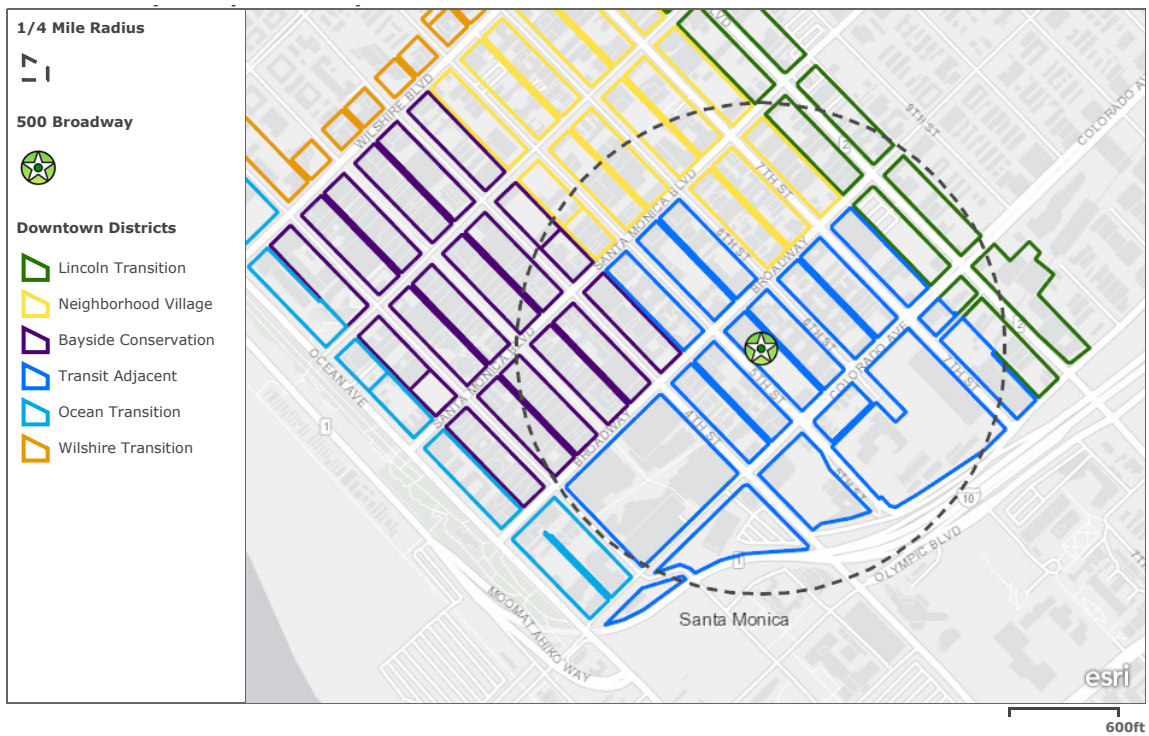 1/4 Mile Radius
500 Broadway
Downtown Districts
Lincoln Transition
Neighborhood Village
Bayside Conservation
Transit Adjacent
Ocean Transition
Wilshire Transition
WILSHIRE BLVD
9TH ST
COLORADO AV
2
7TH ST
SANTA MONICA BLVD
6TH ST
BROADWAY
2
OCEAN AVE
SANTA MONICA BLVD
6TH ST
COLORADO AVE
7TH ST
5TH ST
1
BROADWAY
4TH ST
5TH ST
10
1
OLYMPIC BLVD
MOOMAT AHIKO WAY
Santa Monica
esri
600ft